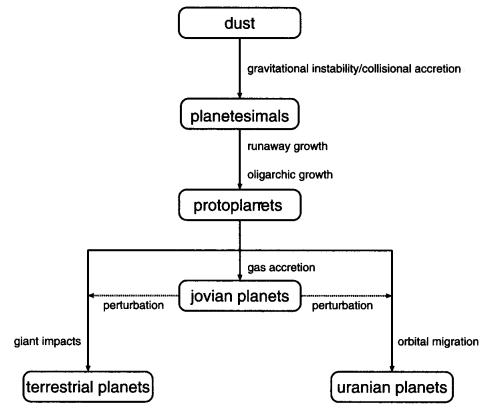 dust
gravitational instability/collisional accretion
planetesimals
runaway growth
oligarchic growth
protoplanets
gas accretion
jovian planets
perturbation
perturbation
giant impacts
orbital migration
terrestrial planets
uranian planets